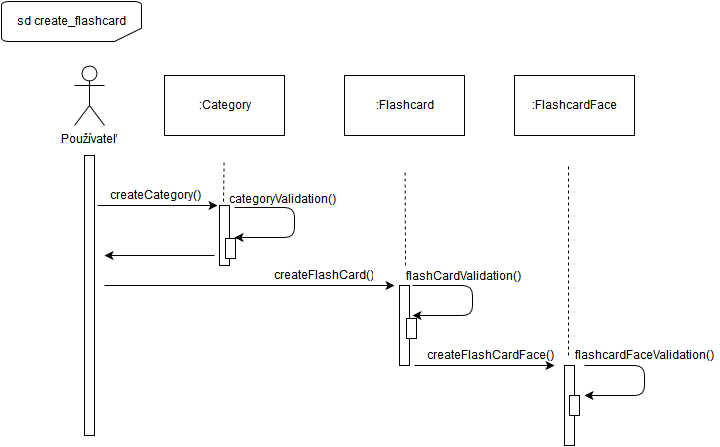 sd create_flashcard
Používateľ
:Category
:Flashcard
:FlashcardFace
createCategory()
categoryValidation()
createFlashCard()
flashCardValidation()
createFlashCardFace()
flashcardFaceValidation()